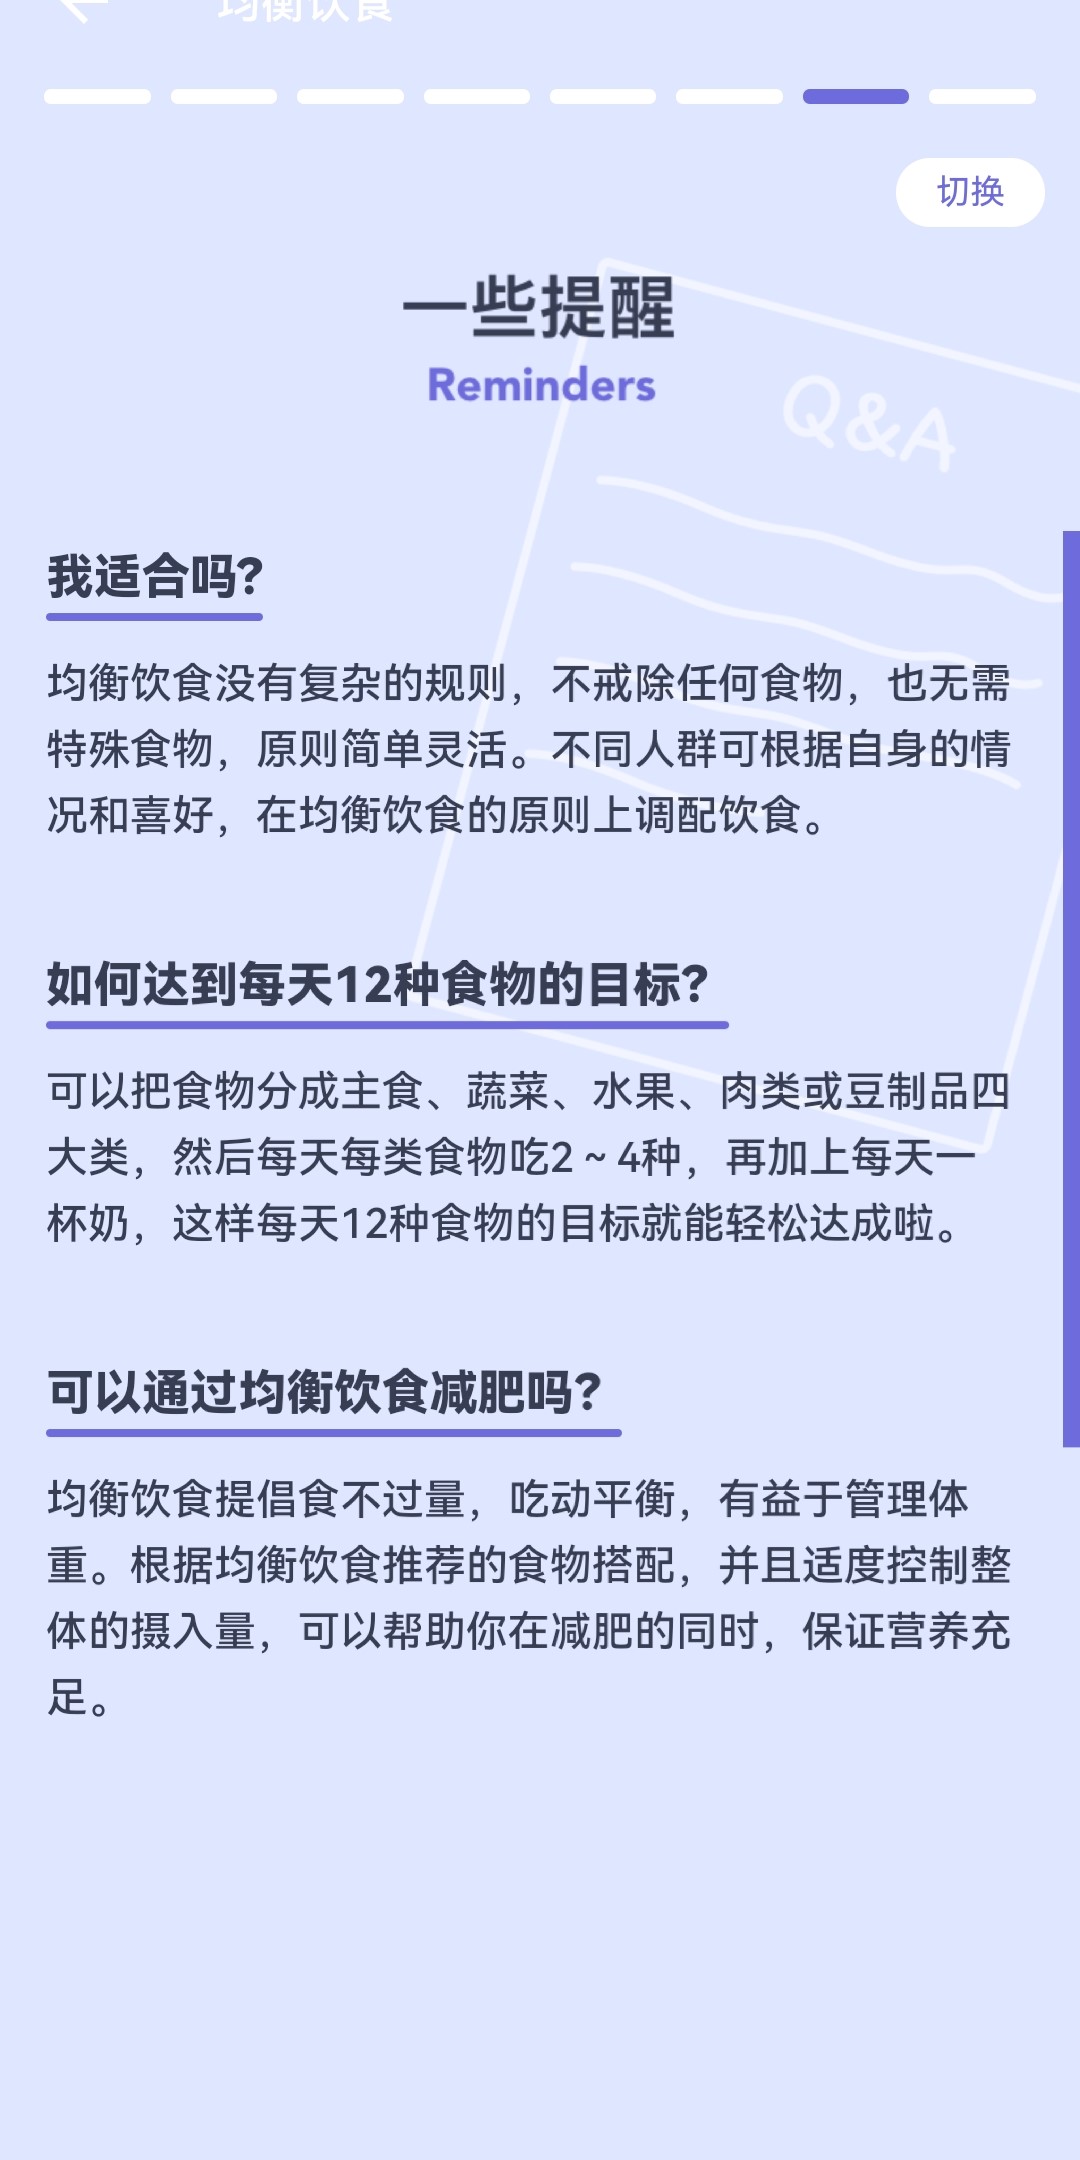 均衡饮食
切换
一些提醒
Reminders
Q&A
我适合吗?
均衡饮食没有复杂的规则，不戒除任何食物，也无需
特殊食物，原则简单灵活。不同人群可根据自身的情
况和喜好，在均衡饮食的原则上调配饮食。
如何达到每天12种食物的目标?
可以把食物分成主食、蔬菜、水果、肉类或豆制品四
大类，然后每天每类食物吃2 ~ 4种，再加上每天一
杯奶，这样每天12种食物的目标就能轻松达成啦。
可以通过均衡饮食减肥吗?
均衡饮食提倡食不过量，吃动平衡，有益于管理体
重。根据均衡饮食推荐的食物搭配，并且适度控制整
体的摄入量，可以帮助你在减肥的同时，保证营养充
足。